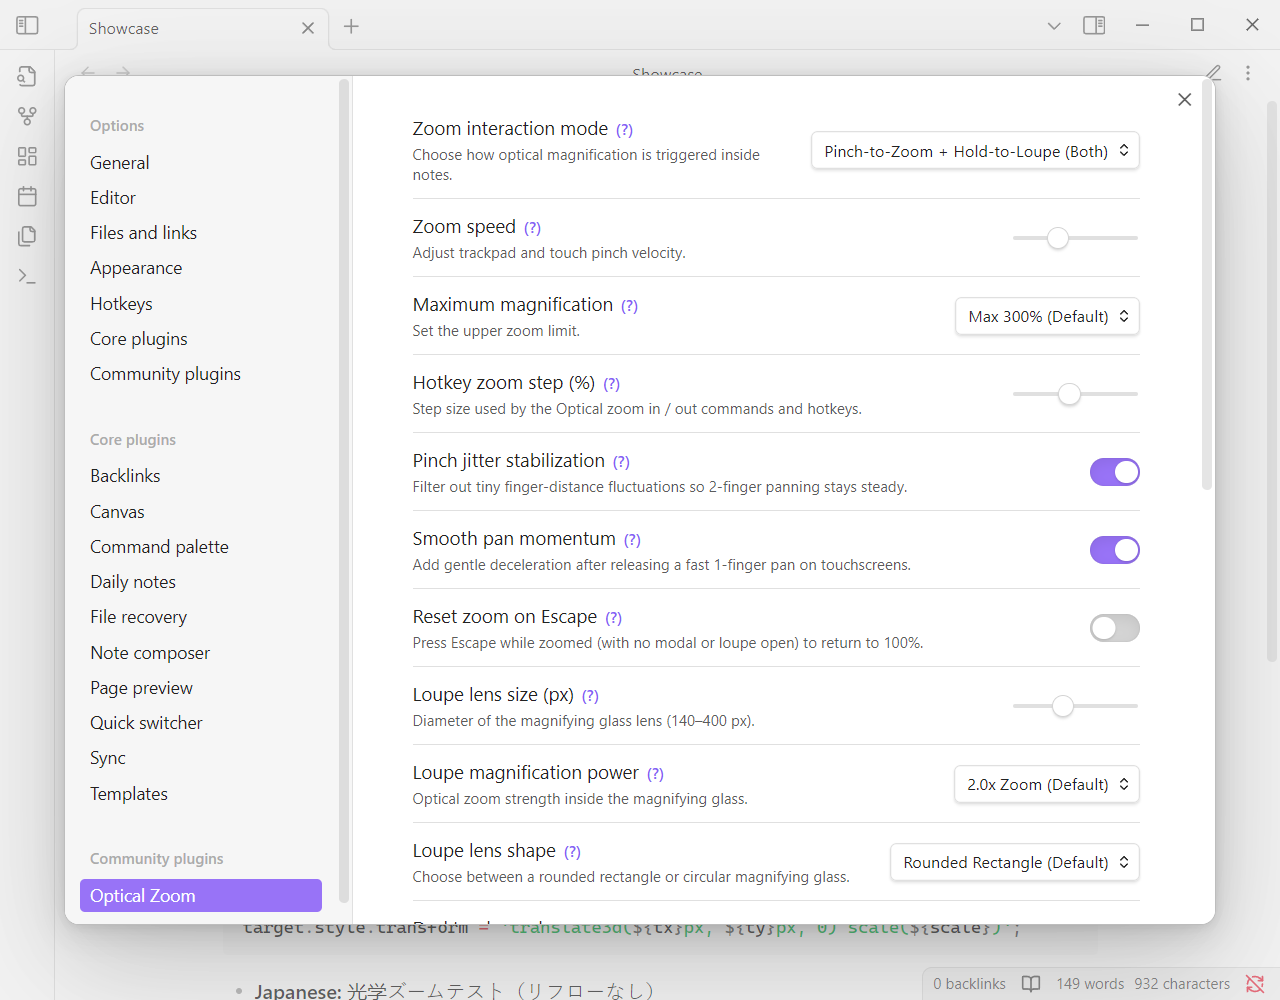 Showcase
Showcase
Options
General
Editor
Files and links
Appearance
Hotkeys
Core plugins
Community plugins
Core plugins
Backlinks
Canvas
Command palette
Daily notes
File recovery
Note composer
Page preview
Quick switcher
Sync
Templates
Community plugins
Optical Zoom
Zoom interaction mode (?)
Choose how optical magnification is triggered inside
notes.
Pinch-to-Zoom + Hold-to-Loupe (Both)
Zoom speed (?)
Adjust trackpad and touch pinch velocity.
Maximum magnification (?)
Set the upper zoom limit.
Max 300% (Default)
Hotkey zoom step (%) (?)
Step size used by the Optical zoom in / out commands and hotkeys.
Pinch jitter stabilization (?)
Filter out tiny finger-distance fluctuations so 2-finger panning stays steady.
Smooth pan momentum (?)
Add gentle deceleration after releasing a fast 1-finger pan on touchscreens.
Reset zoom on Escape (?)
Press Escape while zoomed (with no modal or loupe open) to return to 100%.
Loupe lens size (px) (?)
Diameter of the magnifying glass lens (140–400 px).
Loupe magnification power (?)
Optical zoom strength inside the magnifying glass.
2.0x Zoom (Default)
Loupe lens shape (?)
Choose between a rounded rectangle or circular magnifying glass.
Rounded Rectangle (Default)
target.style.transform = `translate3d(${tx}px, ${ty}px, 0) scale(${scale})`;
Japanese: 光学ズームテスト（リフローなし）
0 backlinks 149 words 932 characters